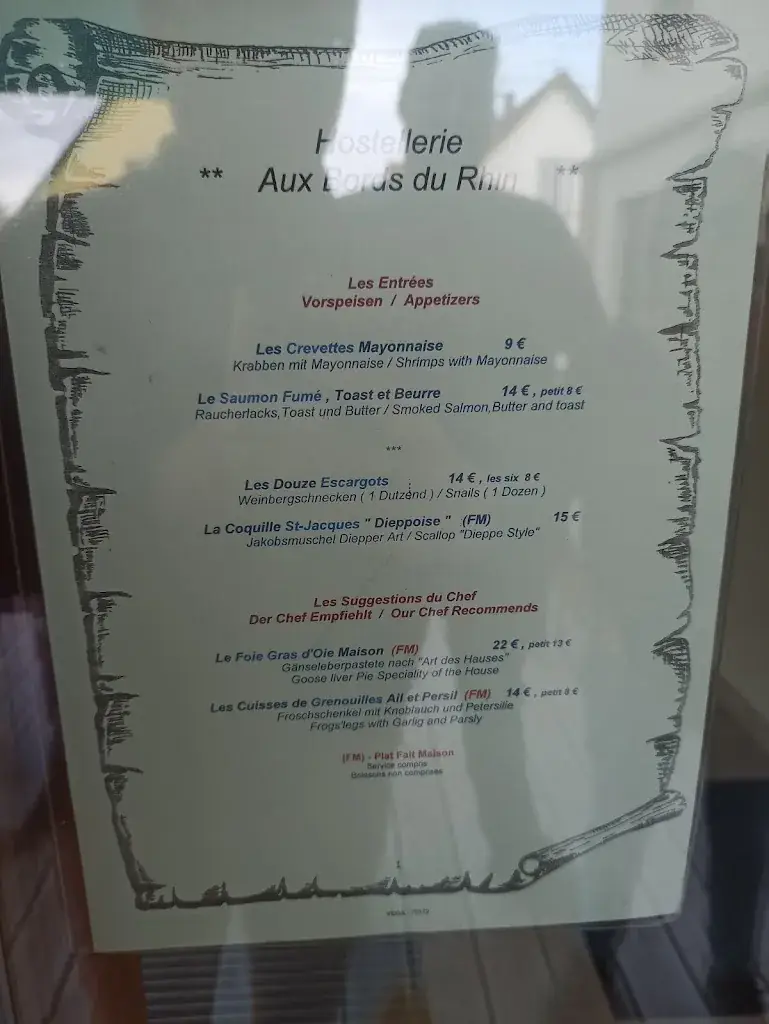 Hostellerie
** Aux Bords du Rhin **
Les Entrées
Vorspeisen / Appetizers
Les Crevettes Mayonnaise 9 €
Krabben mit Mayonnaise / Shrimps with Mayonnaise
Le Saumon Fumé , Toast et Beurre 14 € , petit 8 €
Raucherlacks, Toast und Butter / Smoked Salmon, Butter and toast
***
Les Douze Escargots 14 € , les six 8 €
Weinbergschnecken ( 1 Dutzend ) / Snails ( 1 Dozen )
La Coquille St-Jacques " Dieppoise " (FM) 15 €
Jakobsmuschel Diepper Art / Scallop "Dieppe Style"
Les Suggestions du Chef
Der Chef Empfiehlt / Our Chef Recommends
Le Foie Gras d'Oie Maison (FM) 22 € , petit 13 €
Gänseleberpastete nach "Art des Hauses"
Goose liver Pie Speciality of the House
Les Cuisses de Grenouilles Ail et Persil (FM) 14 € , petit 8 €
Froschschenkel mit Knoblauch und Petersilie
Frogs'legs with Garlig and Parsly
(FM) - Plat Fait Maison
Service compris
Boissons non comprises
1